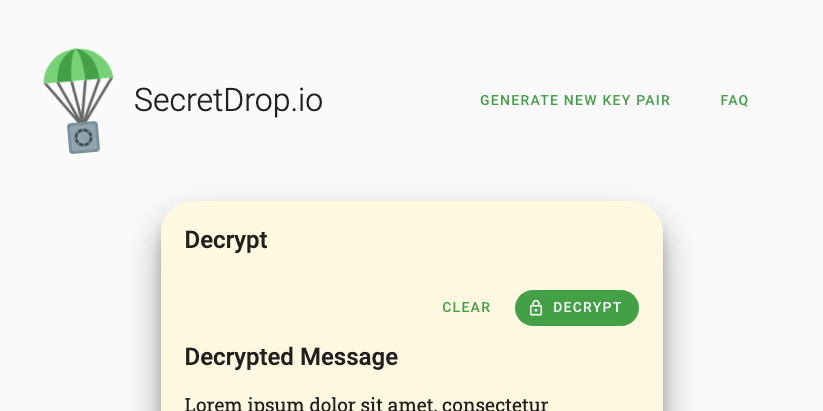 SecretDrop.io
GENERATE NEW KEY PAIR
FAQ
Decrypt
CLEAR
DECRYPT
Decrypted Message
Lorem ipsum dolor sit amet, consectetur